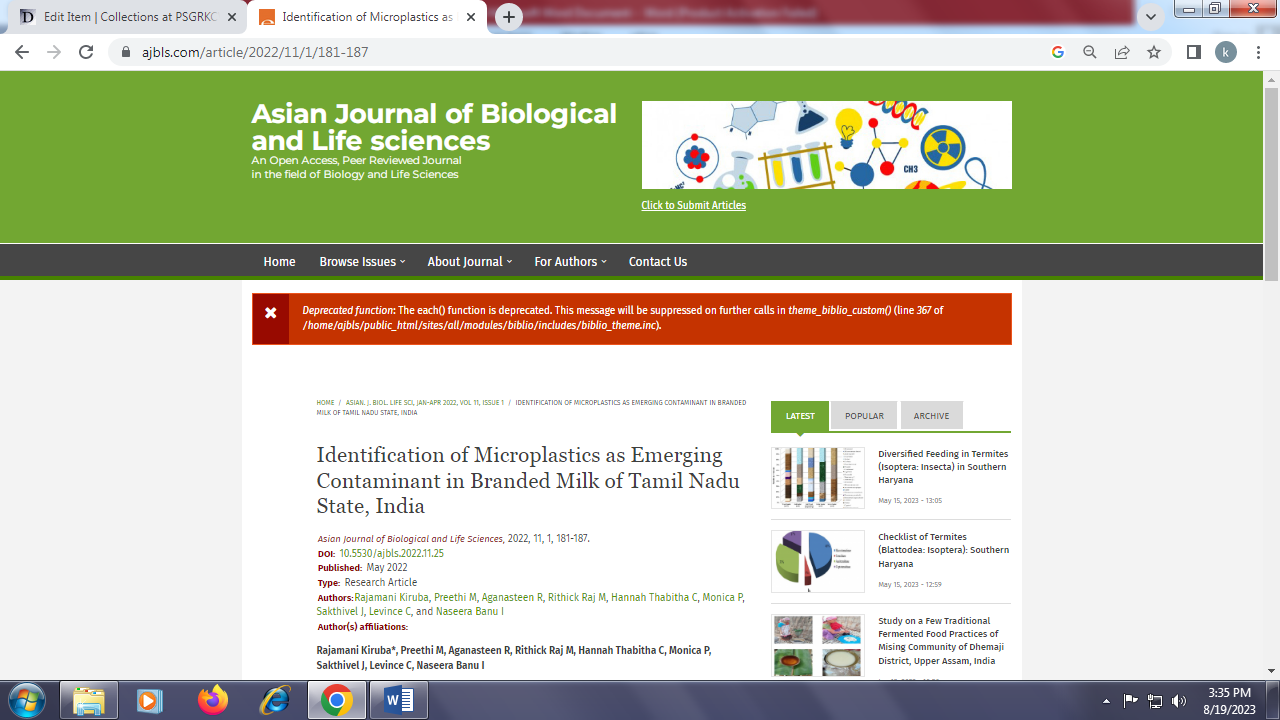 Edit Item | Collections at PSGRKC
Identification of Microplastics as
ajbls.com/article/2022/11/1/181-187
k
Asian Journal of Biological
and Life sciences
An Open Access, Peer Reviewed Journal
in the field of Biology and Life Sciences
CH3
Click to Submit Articles
Home
Browse Issues
About Journal
For Authors
Contact Us
Deprecated function: The each() function is deprecated. This message will be suppressed on further calls in theme_biblio_custom() (line 367 of
/home/ajbls/public_html/sites/all/modules/biblio/includes/biblio_theme.inc).
HOME / ASIAN. J. BIOL. LIFE SCI, JAN-APR 2022, VOL 11, ISSUE 1 / IDENTIFICATION OF MICROPLASTICS AS EMERGING CONTAMINANT IN BRANDED
MILK OF TAMIL NADU STATE, INDIA
Identification of Microplastics as Emerging
Contaminant in Branded Milk of Tamil Nadu
State, India
Asian Journal of Biological and Life Sciences, 2022, 11, 1, 181-187.
DOI: 10.5530/ajbls.2022.11.25
Published: May 2022
Type: Research Article
Authors:Rajamani Kiruba, Preethi M, Aganasteen R, Rithick Raj M, Hannah Thabitha C, Monica P,
Sakthivel J, Levince C, and Naseera Banu I
Author(s) affiliations:
Rajamani Kiruba*, Preethi M, Aganasteen R, Rithick Raj M, Hannah Thabitha C, Monica P,
Sakthivel J, Levince C, Naseera Banu I
LATEST
POPULAR
ARCHIVE
Diversified Feeding in Termites
(Isoptera: Insecta) in Southern
Haryana
May 15, 2023 - 13:05
Checklist of Termites
(Blattodea: Isoptera): Southern
Haryana
May 15, 2023 - 12:59
Study on a Few Traditional
Fermented Food Practices of
Mising Community of Dhemaji
District, Upper Assam, India
3:35 PM
8/19/2023